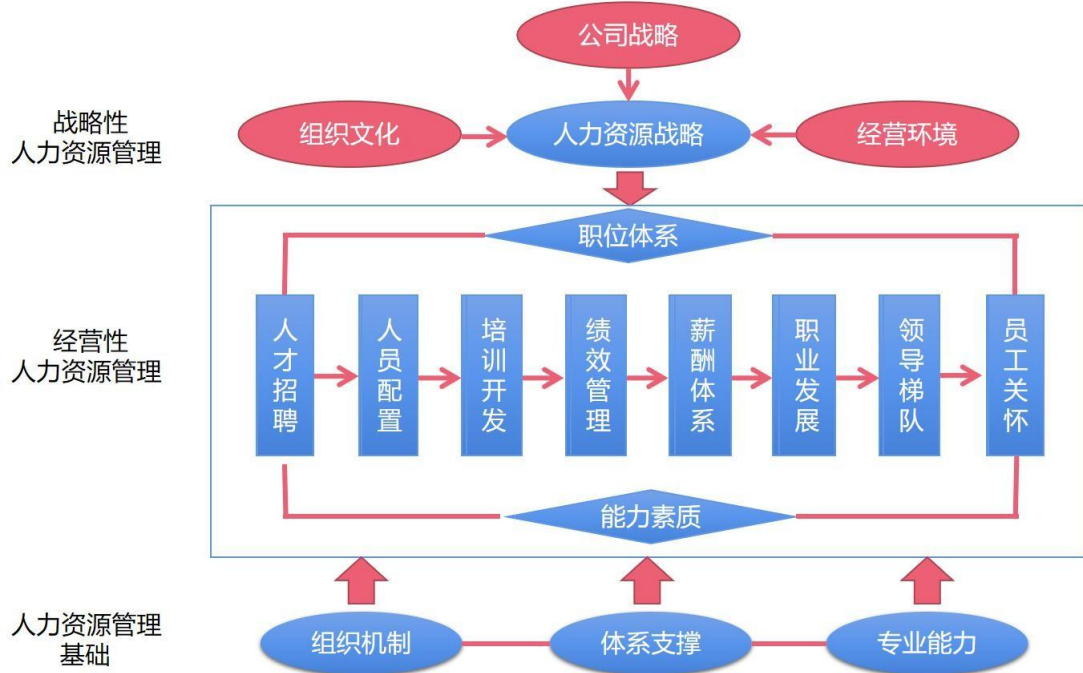 公司战略
战略性
人力资源管理
组织文化
人力资源战略
经营环境
职位体系
经营性
人力资源管理
人才招聘
人员配置
培训开发
绩效管理
薪酬体系
职业发展
领导梯队
员工关怀
能力素质
人力资源管理
基础
组织机制
体系支撑
专业能力